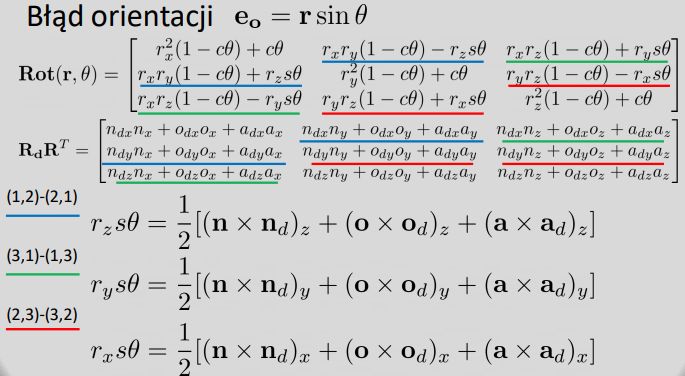 Błąd orientacji e_o = r sin θ
Rot(r, θ) = [ r_x^2(1 − cθ) + cθ   r_x r_y(1 − cθ) − r_z sθ   r_x r_z(1 − cθ) + r_y sθ
r_x r_y(1 − cθ) + r_z sθ   r_y^2(1 − cθ) + cθ   r_y r_z(1 − cθ) − r_x sθ
r_x r_z(1 − cθ) − r_y sθ   r_y r_z(1 − cθ) + r_x sθ   r_z^2(1 − cθ) + cθ ]
R_d R^T = [ n_dx n_x + o_dx o_x + a_dx a_x   n_dx n_y + o_dx o_y + a_dx a_y   n_dx n_z + o_dx o_z + a_dx a_z
n_dy n_x + o_dy o_x + a_dy a_x   n_dy n_y + o_dy o_y + a_dy a_y   n_dy n_z + o_dy o_z + a_dy a_z
n_dz n_x + o_dz o_x + a_dz a_x   n_dz n_y + o_dz o_y + a_dz a_y   n_dz n_z + o_dz o_z + a_dz a_z ]
(1,2)-(2,1)
r_z sθ = 1/2[(n × n_d)_z + (o × o_d)_z + (a × a_d)_z]
(3,1)-(1,3)
r_y sθ = 1/2[(n × n_d)_y + (o × o_d)_y + (a × a_d)_y]
(2,3)-(3,2)
r_x sθ = 1/2[(n × n_d)_x + (o × o_d)_x + (a × a_d)_x]